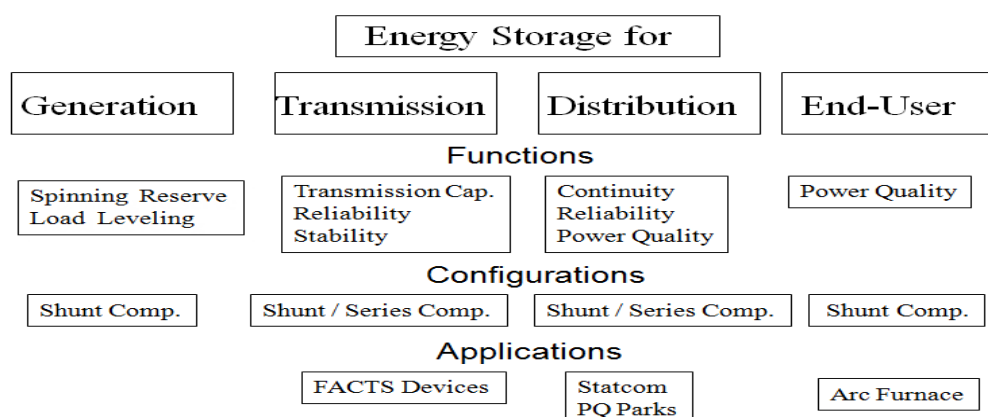 Energy Storage for
Generation
Transmission
Distribution
End-User
Functions
Spinning Reserve
Load Leveling
Transmission Cap.
Reliability
Stability
Continuity
Reliability
Power Quality
Power Quality
Configurations
Shunt Comp.
Shunt / Series Comp.
Shunt / Series Comp.
Shunt Comp.
Applications
FACTS Devices
Statcom
PQ Parks
Arc Furnace